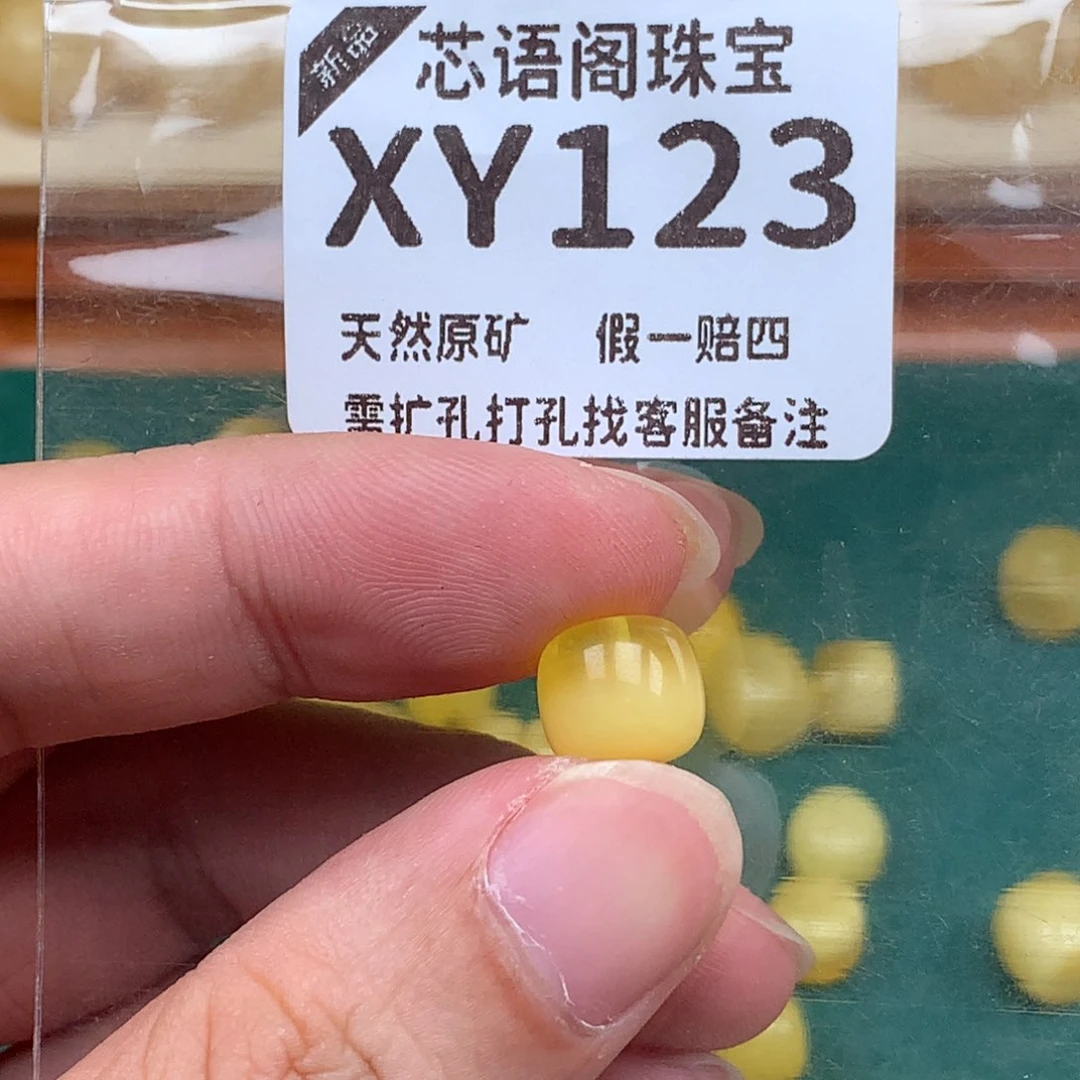 新品
芯语阁珠宝
XY123
天然原矿 假一赔四
需扩孔打孔找客服备注